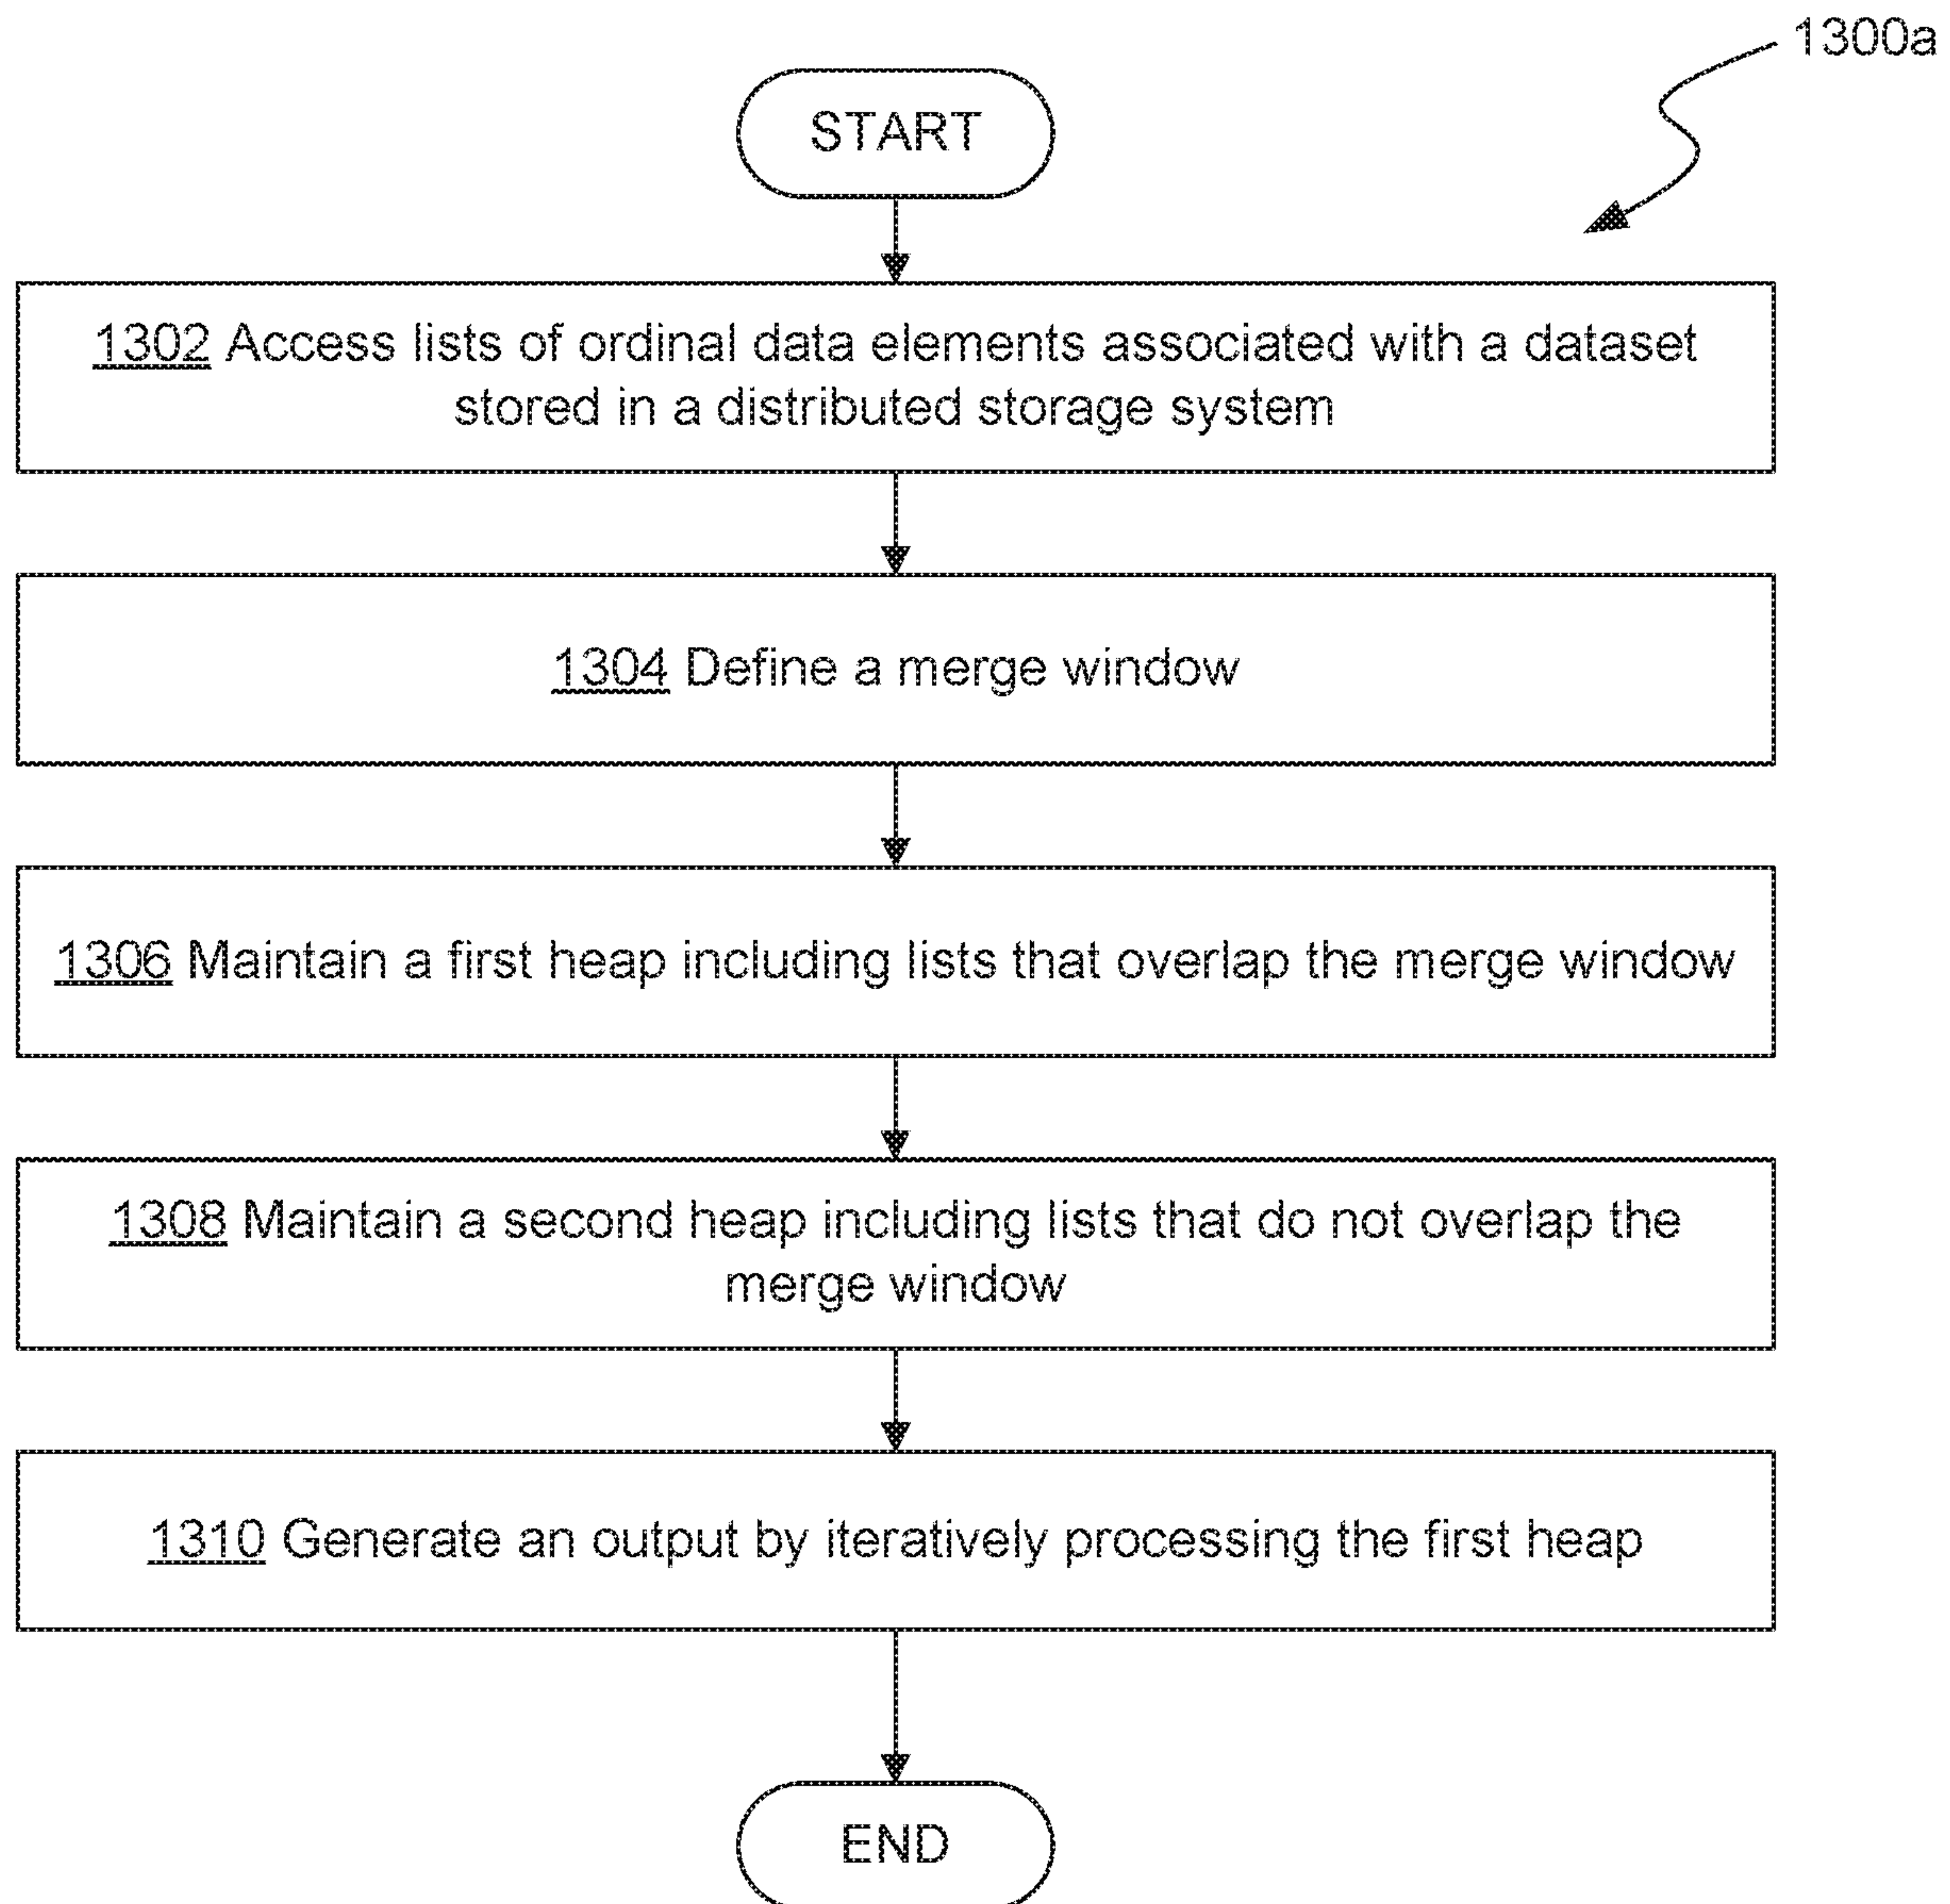 1300a
START
1302 Access lists of ordinal data elements associated with a dataset
stored in a distributed storage system
1304 Define a merge window
1306 Maintain a first heap including lists that overlap the merge window
1308 Maintain a second heap including lists that do not overlap the
merge window
1310 Generate an output by iteratively processing the first heap
END